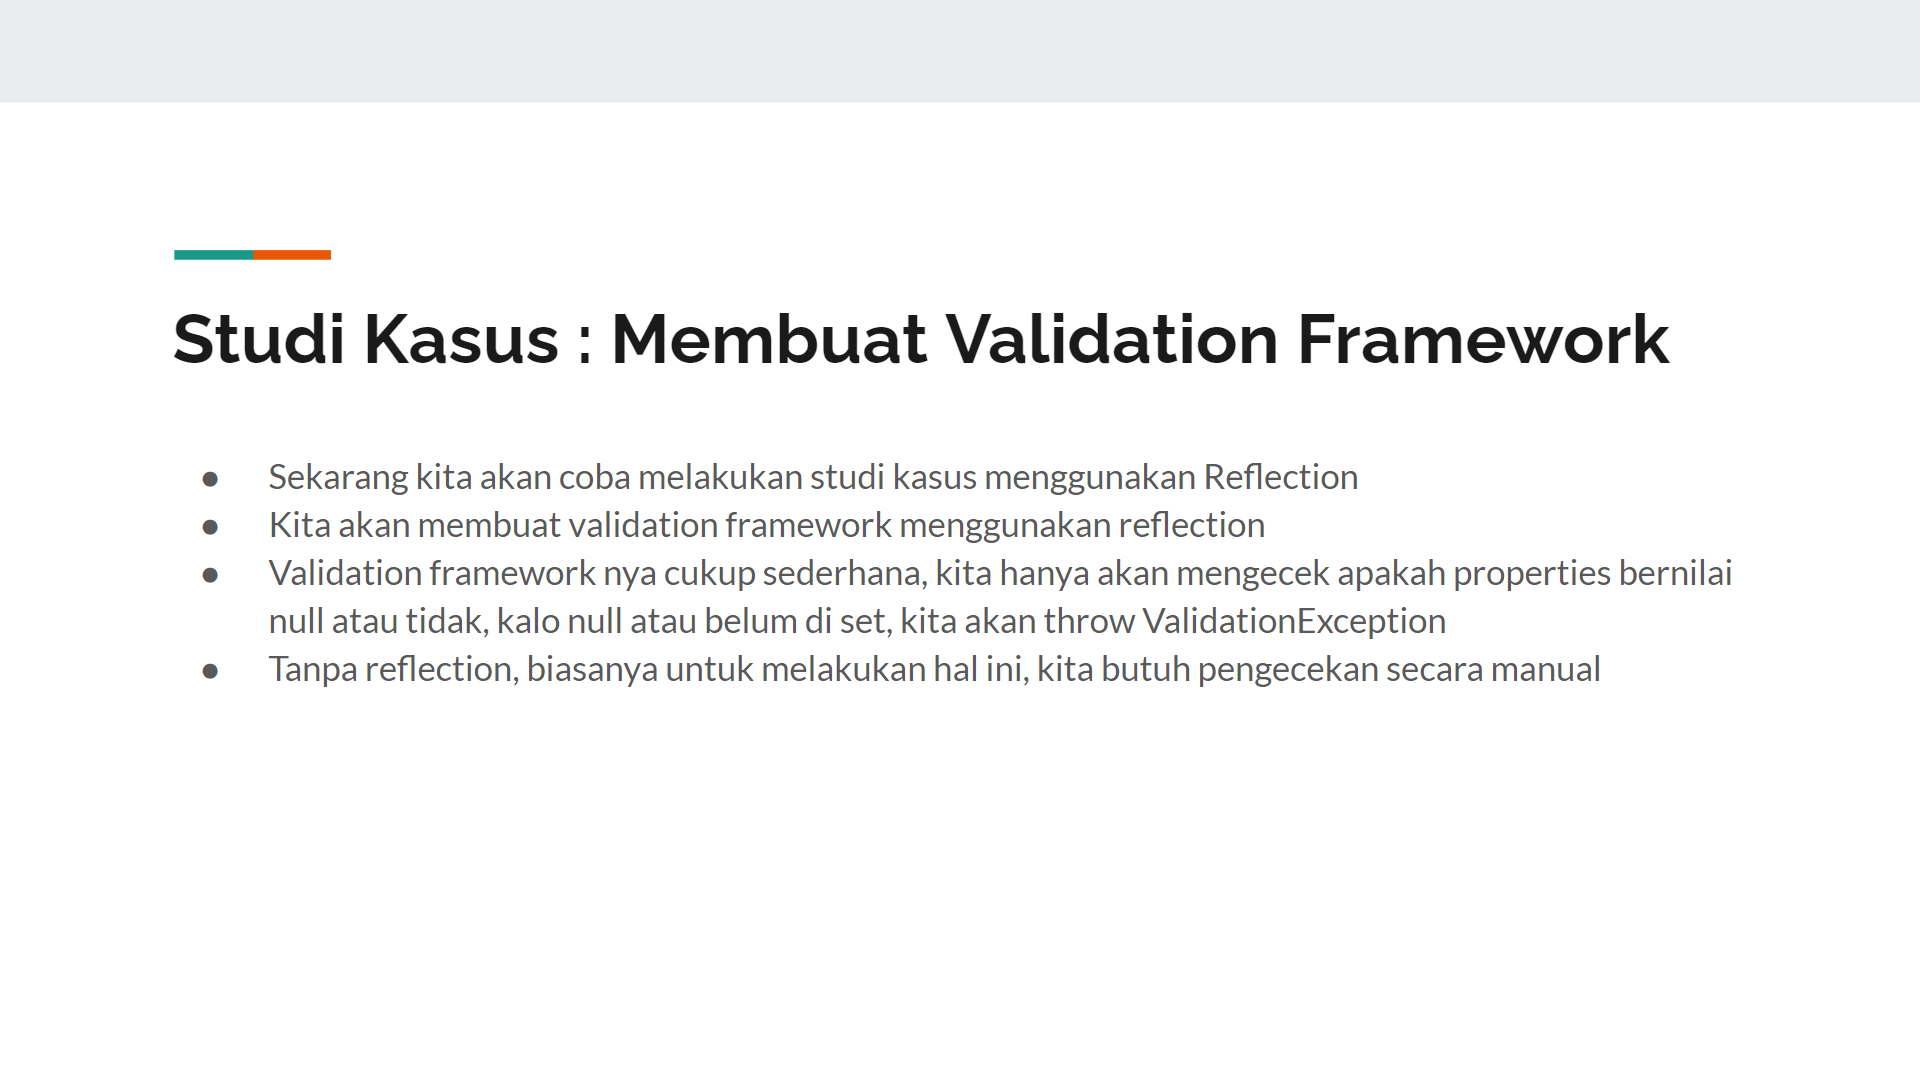 Studi Kasus : Membuat Validation Framework
● Sekarang kita akan coba melakukan studi kasus menggunakan Reflection
● Kita akan membuat validation framework menggunakan reflection
● Validation framework nya cukup sederhana, kita hanya akan mengecek apakah properties bernilai
null atau tidak, kalo null atau belum di set, kita akan throw ValidationException
● Tanpa reflection, biasanya untuk melakukan hal ini, kita butuh pengecekan secara manual